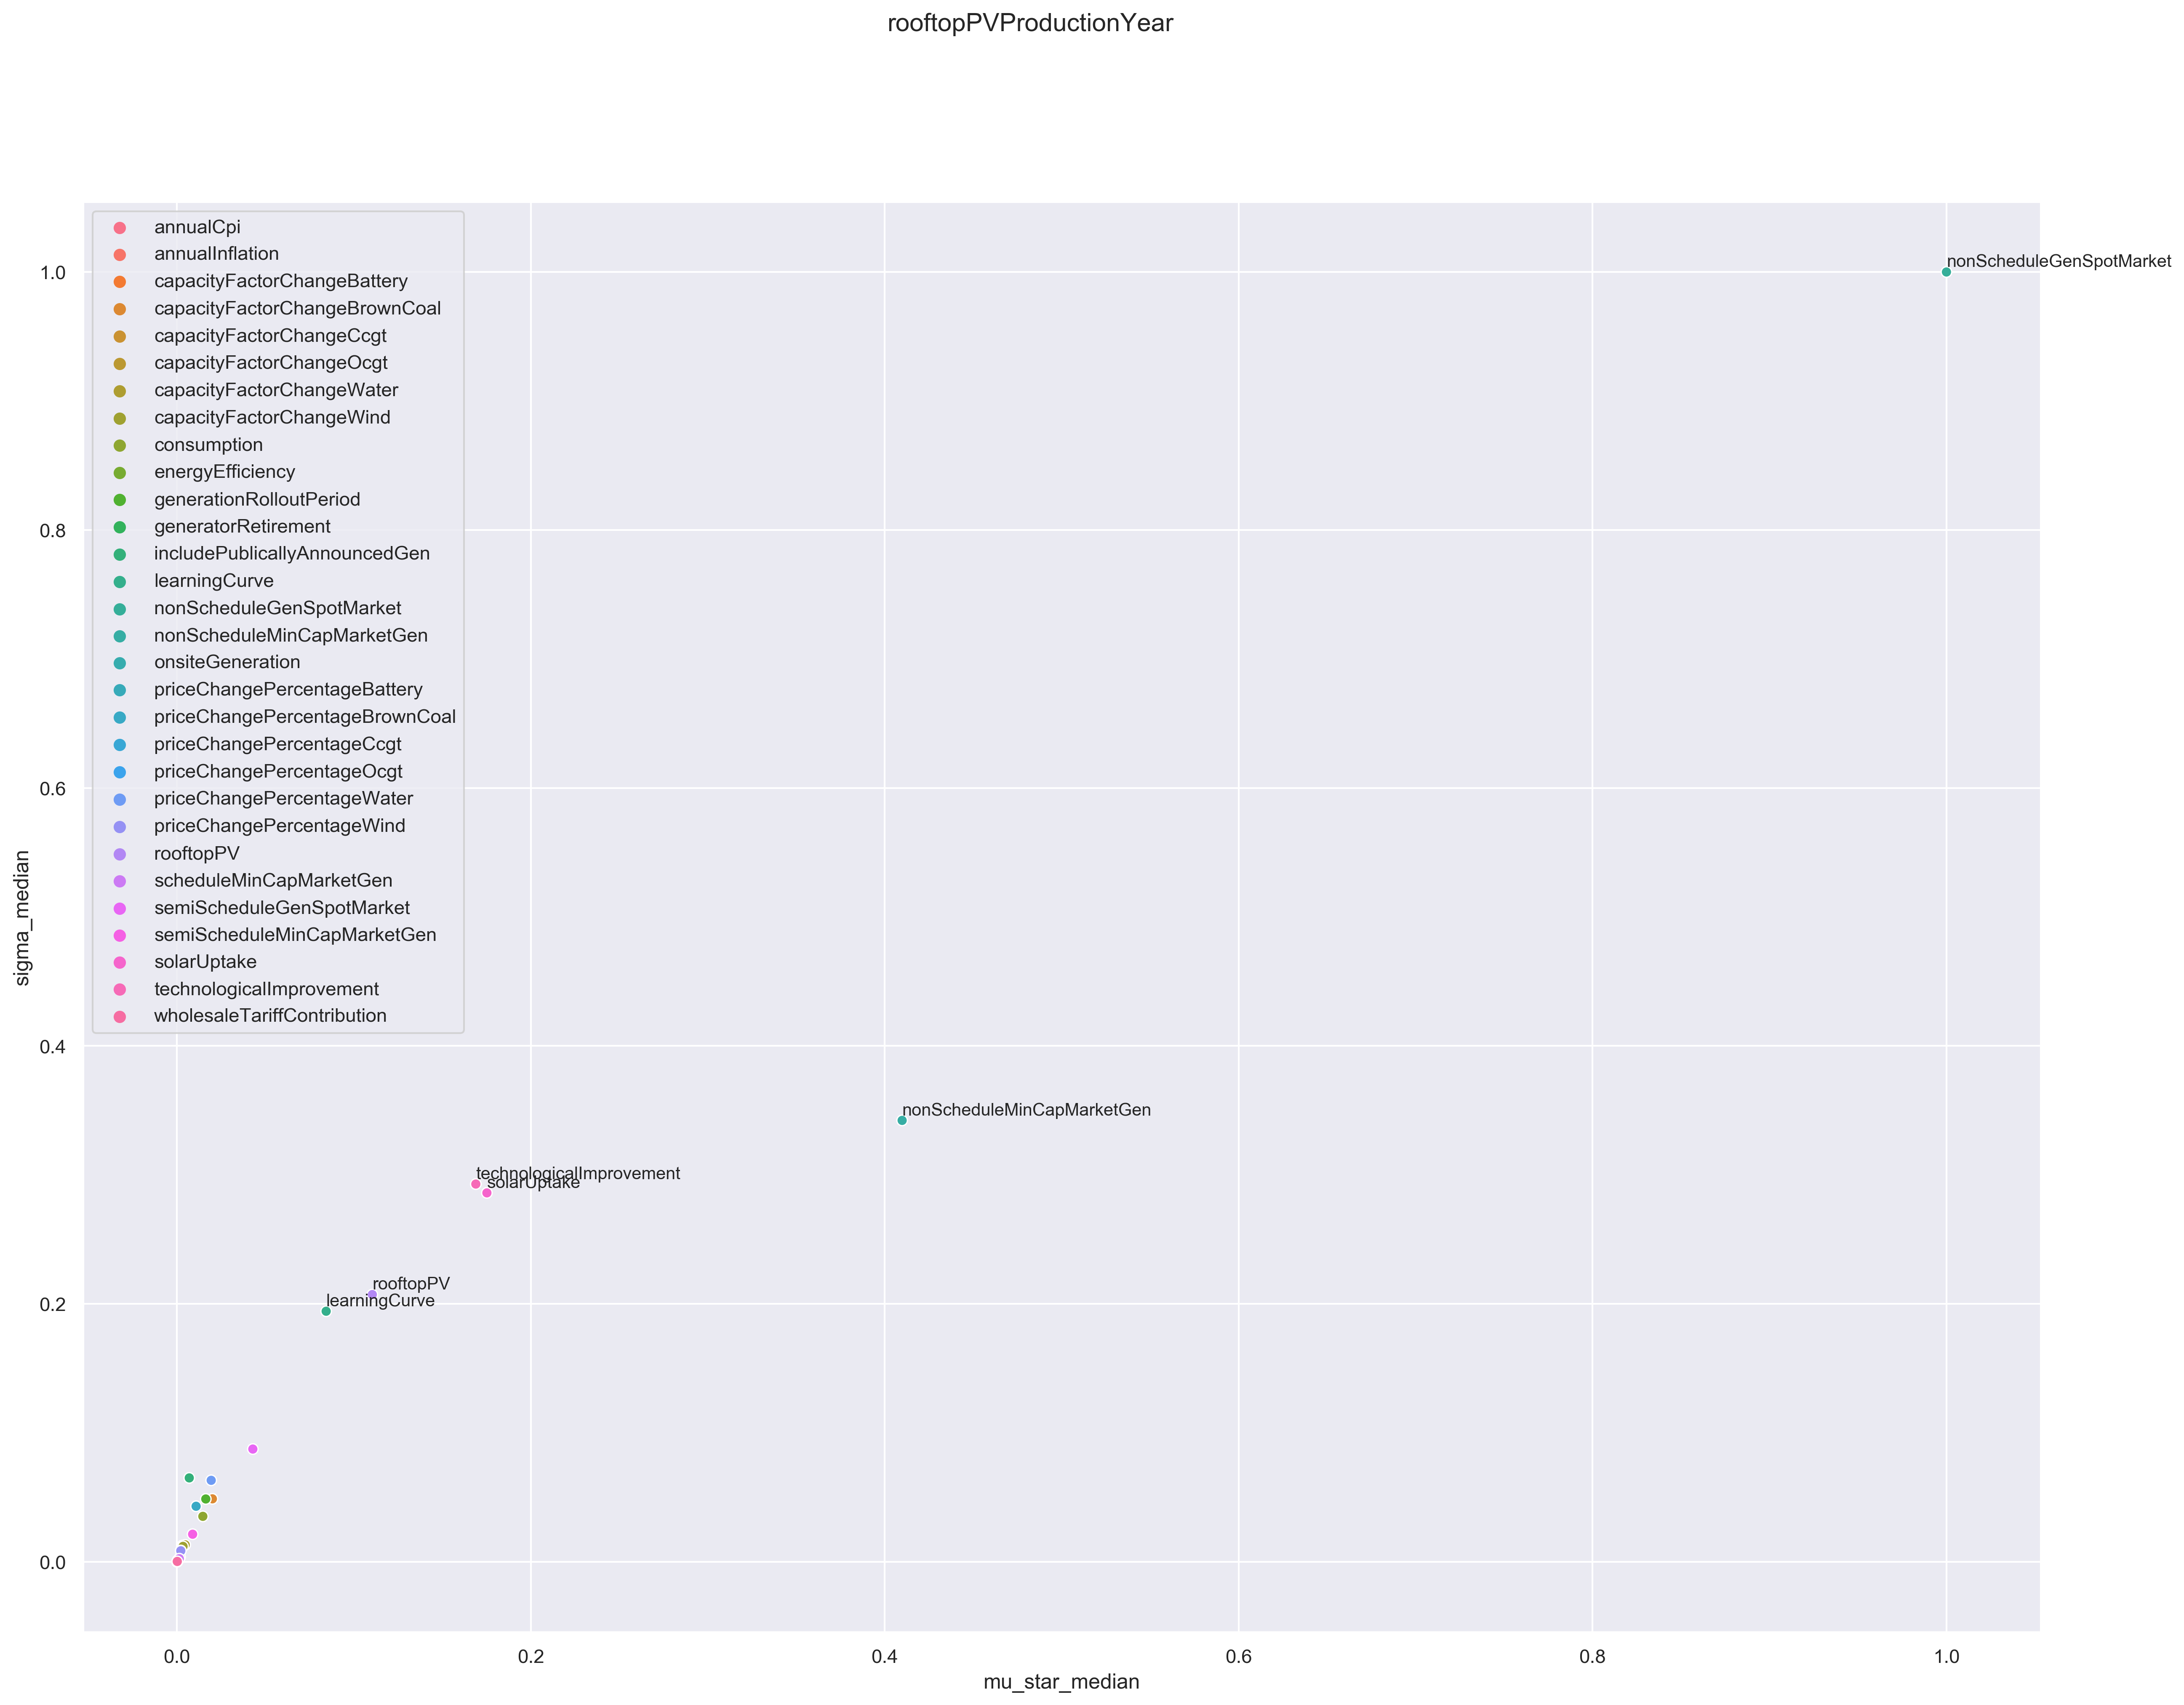 rooftopPVProductionYear
annualCpi
annualInflation
capacityFactorChangeBattery
capacityFactorChangeBrownCoal
capacityFactorChangeCcgt
capacityFactorChangeOcgt
capacityFactorChangeWater
capacityFactorChangeWind
consumption
energyEfficiency
generationRolloutPeriod
generatorRetirement
includePublicallyAnnouncedGen
learningCurve
nonScheduleGenSpotMarket
nonScheduleMinCapMarketGen
onsiteGeneration
priceChangePercentageBattery
priceChangePercentageBrownCoal
priceChangePercentageCcgt
priceChangePercentageOcgt
priceChangePercentageWater
priceChangePercentageWind
rooftopPV
scheduleMinCapMarketGen
semiScheduleGenSpotMarket
semiScheduleMinCapMarketGen
solarUptake
technologicalImprovement
wholesaleTariffContribution
nonScheduleGenSpotMarket
nonScheduleMinCapMarketGen
technologicalImprovement
solarUptake
rooftopPV
learningCurve
1.0
0.8
0.6
0.4
0.2
0.0
sigma_median
0.0 0.2 0.4 0.6 0.8 1.0
mu_star_median